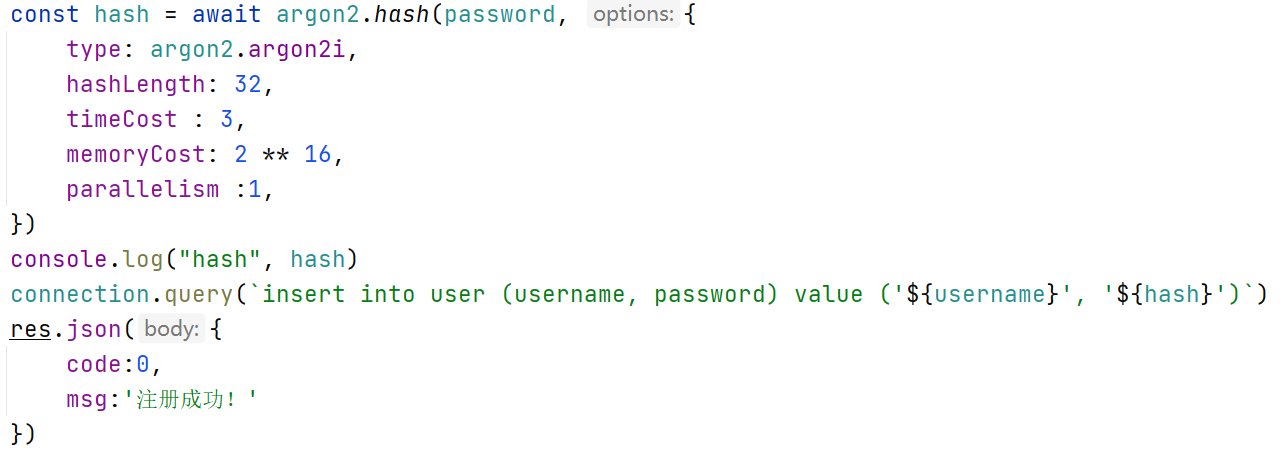 const hash = await argon2.hash(password, options: {
    type: argon2.argon2i,
    hashLength: 32,
    timeCost : 3,
    memoryCost: 2 ** 16,
    parallelism :1,
})
console.log("hash", hash)
connection.query(`insert into user (username, password) value ('${username}', '${hash}')`)
res.json( body: {
    code:0,
    msg:'注册成功！'
})